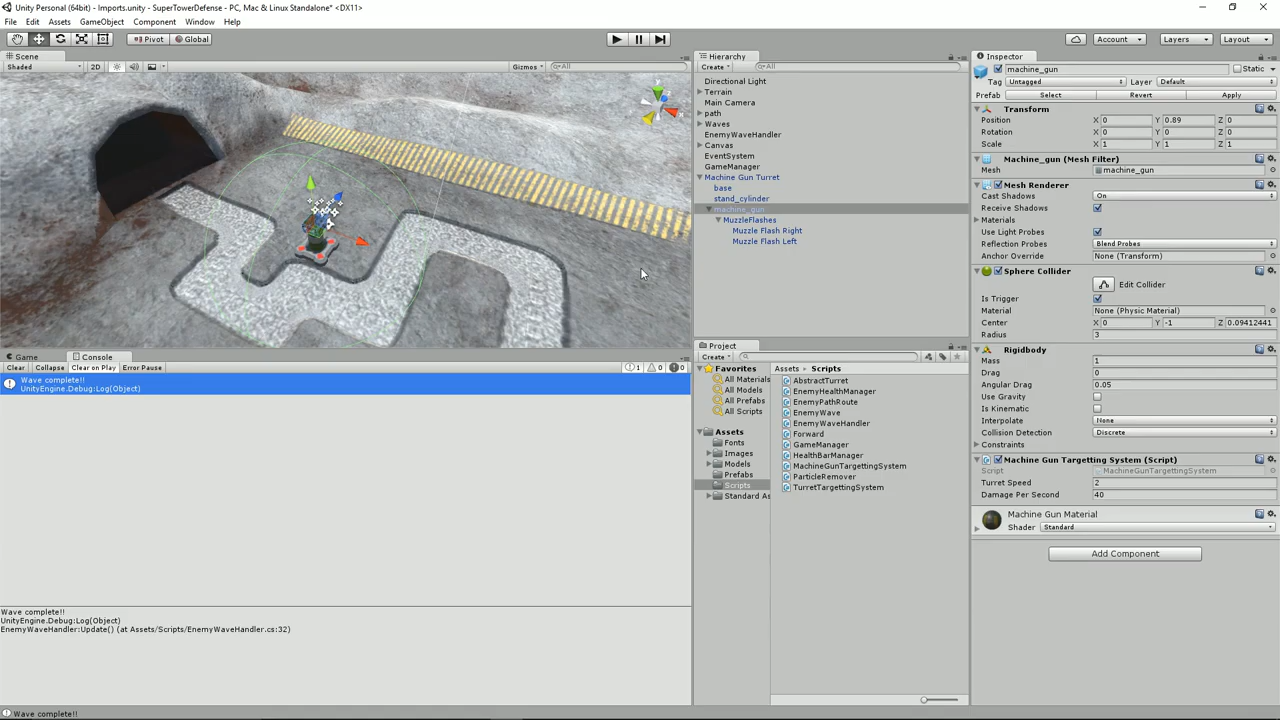 Unity Personal (64bit) - Imports.unity - SuperTowerDefense - PC, Mac & Linux Standalone* <DX11>
File Edit Assets GameObject Component Window Help
Pivot Global Account Layers Layout
Scene
Shaded 2D Gizmos All
Hierarchy
Create All
Directional Light
Terrain
Main Camera
path
Waves
EnemyWaveHandler
Canvas
EventSystem
GameManager
Machine Gun Turret
base
stand_cylinder
machine_gun
MuzzleFlashes
Muzzle Flash Right
Muzzle Flash Left
Inspector
machine_gun Static
Tag Untagged Layer Default
Prefab Select Revert Apply
Transform
Position X 0 Y 0.89 Z 0
Rotation X 0 Y 0 Z 0
Scale X 1 Y 1 Z 1
Machine_gun (Mesh Filter)
Mesh machine_gun
Mesh Renderer
Cast Shadows On
Receive Shadows
Materials
Use Light Probes
Reflection Probes Blend Probes
Anchor Override None (Transform)
Sphere Collider
Edit Collider
Is Trigger
Material None (Physic Material)
Center X 0 Y -1 Z 0.09412441
Radius 3
Rigidbody
Mass 1
Drag 0
Angular Drag 0.05
Use Gravity
Is Kinematic
Interpolate None
Collision Detection Discrete
Constraints
Machine Gun Targetting System (Script)
Script MachineGunTargettingSystem
Turret Speed 2
Damage Per Second 40
Machine Gun Material
Shader Standard
Add Component
Game Console
Clear Collapse Clear on Play Error Pause 1 0 0
Wave complete!!
UnityEngine.Debug:Log(Object)
Wave complete!!
UnityEngine.Debug:Log(Object)
EnemyWaveHandler:Update() (at Assets/Scripts/EnemyWaveHandler.cs:32)
Project
Create
Favorites
All Materials
All Models
All Prefabs
All Scripts
Assets
Fonts
Images
Models
Prefabs
Scripts
Standard As
Assets Scripts
AbstractTurret
EnemyHealthManager
EnemyPathRoute
EnemyWave
EnemyWaveHandler
Forward
GameManager
HealthBarManager
MachineGunTargettingSystem
ParticleRemover
TurretTargettingSystem
Wave complete!!